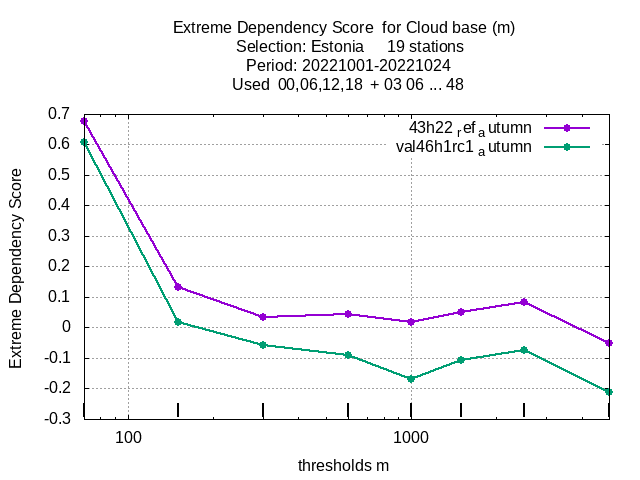 Extreme Dependency Score for Cloud base (m)
Selection: Estonia 19 stations
Period: 20221001-20221024
Used 00,06,12,18 + 03 06 ... 48
43h22 ref autumn
val46h1rc1 autumn
0.7
0.6
0.5
0.4
0.3
0.2
0.1
0
-0.1
-0.2
-0.3
Extreme Dependency Score
100 1000
thresholds m